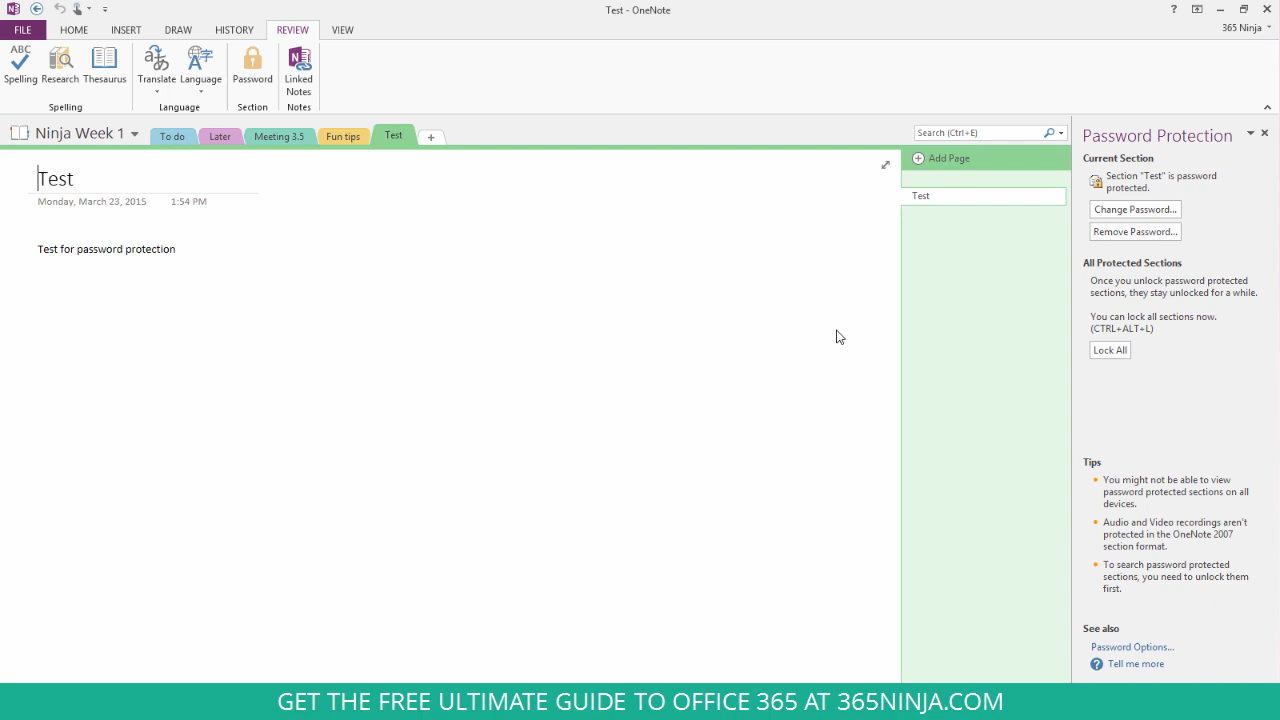 Test - OneNote
?
365 Ninja
FILE HOME INSERT DRAW HISTORY REVIEW VIEW
ABC
Spelling Research Thesaurus Translate Language Password Linked Notes
Spelling Language Section Notes
Ninja Week 1 To do Later Meeting 3.5 Fun tips Test +
Search (Ctrl+E)
Add Page
Test
Test
Monday, March 23, 2015 1:54 PM
Test for password protection
Password Protection
Current Section
Section "Test" is password
protected.
Change Password...
Remove Password...
All Protected Sections
Once you unlock password protected
sections, they stay unlocked for a while.
You can lock all sections now.
(CTRL+ALT+L)
Lock All
Tips
You might not be able to view
password protected sections on all
devices.
Audio and Video recordings aren't
protected in the OneNote 2007
section format.
To search password protected
sections, you need to unlock them
first.
See also
Password Options...
Tell me more
GET THE FREE ULTIMATE GUIDE TO OFFICE 365 AT 365NINJA.COM